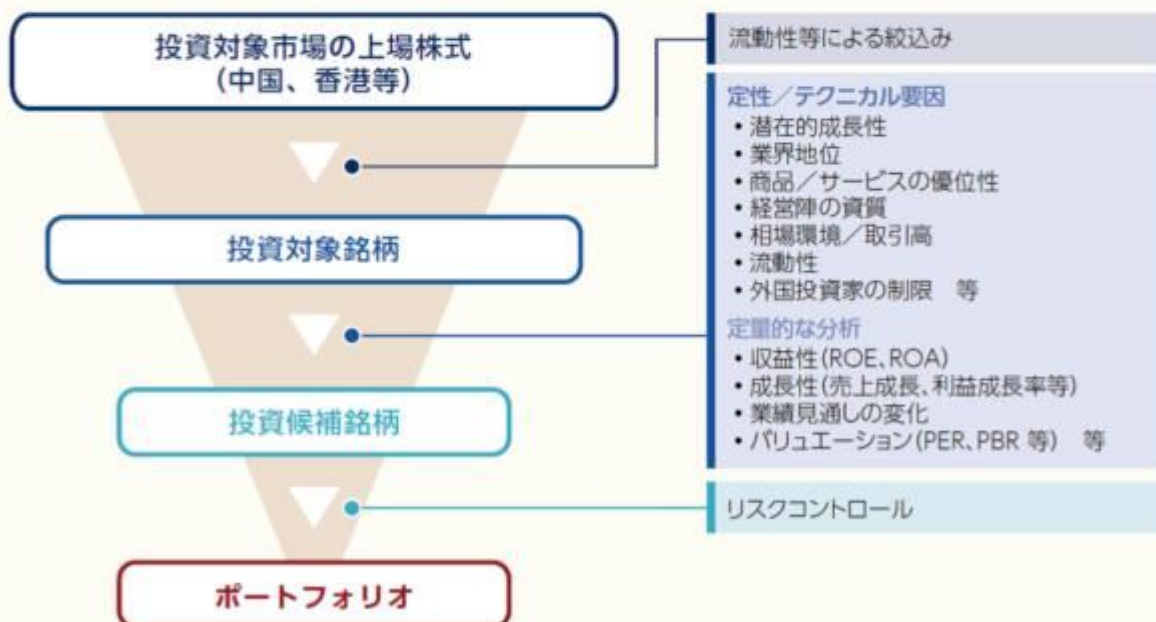 投資対象市場の上場株式
(中国、香港等)
投資対象銘柄
投資候補銘柄
ポートフォリオ
流動性等による絞込み
定性／テクニカル要因
• 潜在的成長性
• 業界地位
• 商品／サービスの優位性
• 経営陣の資質
• 相場環境／取引高
• 流動性
• 外国投資家の制限　等
定量的な分析
• 収益性(ROE、ROA)
• 成長性(売上成長、利益成長率等)
• 業績見通しの変化
• バリュエーション(PER、PBR 等)　等
リスクコントロール